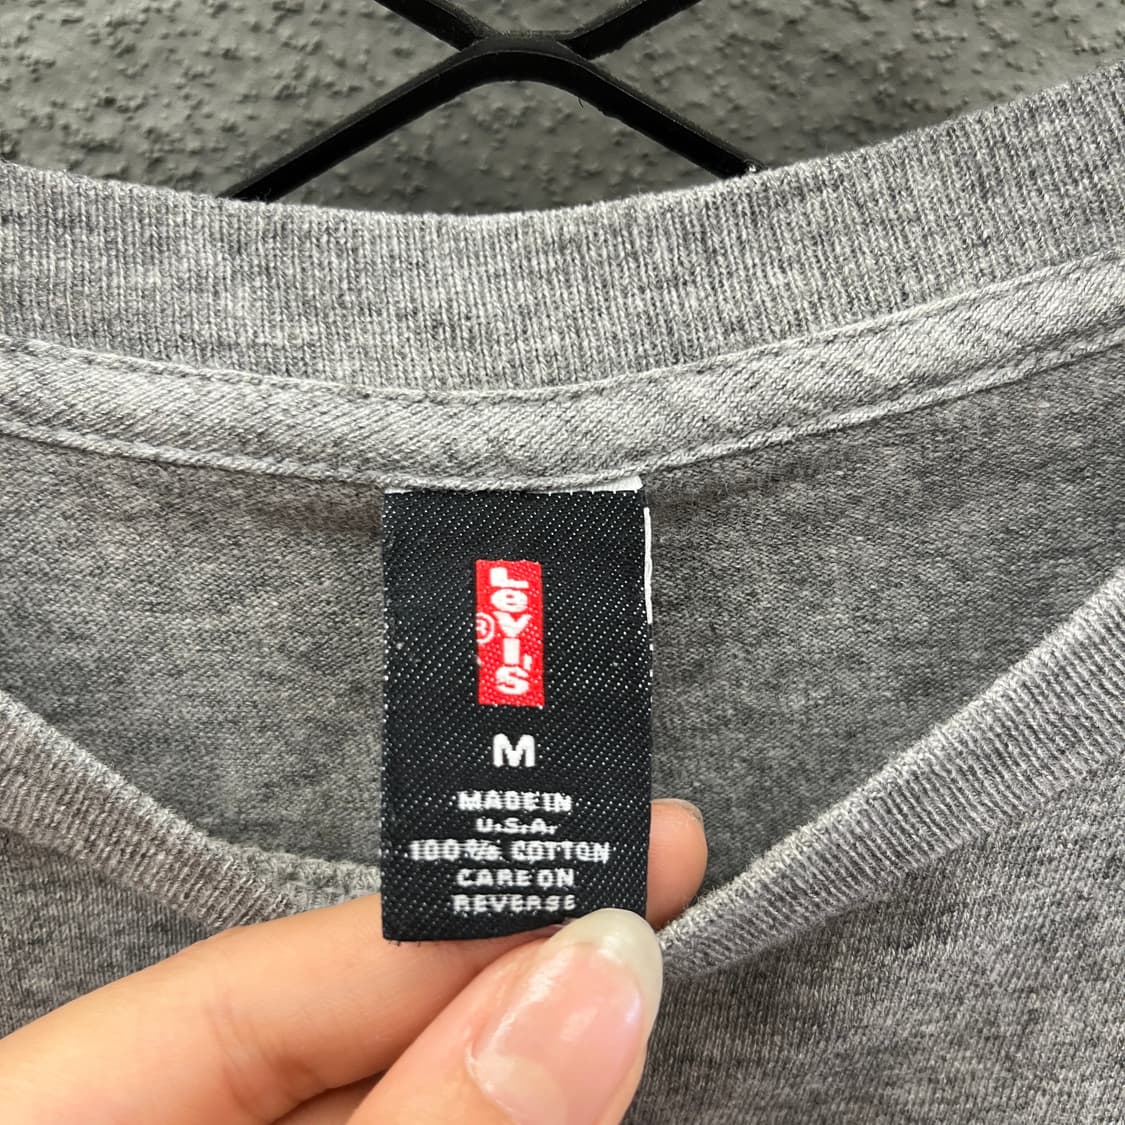 Levi's
®
M
MADE IN
U.S.A.
100% COTTON
CARE ON
REVERSE